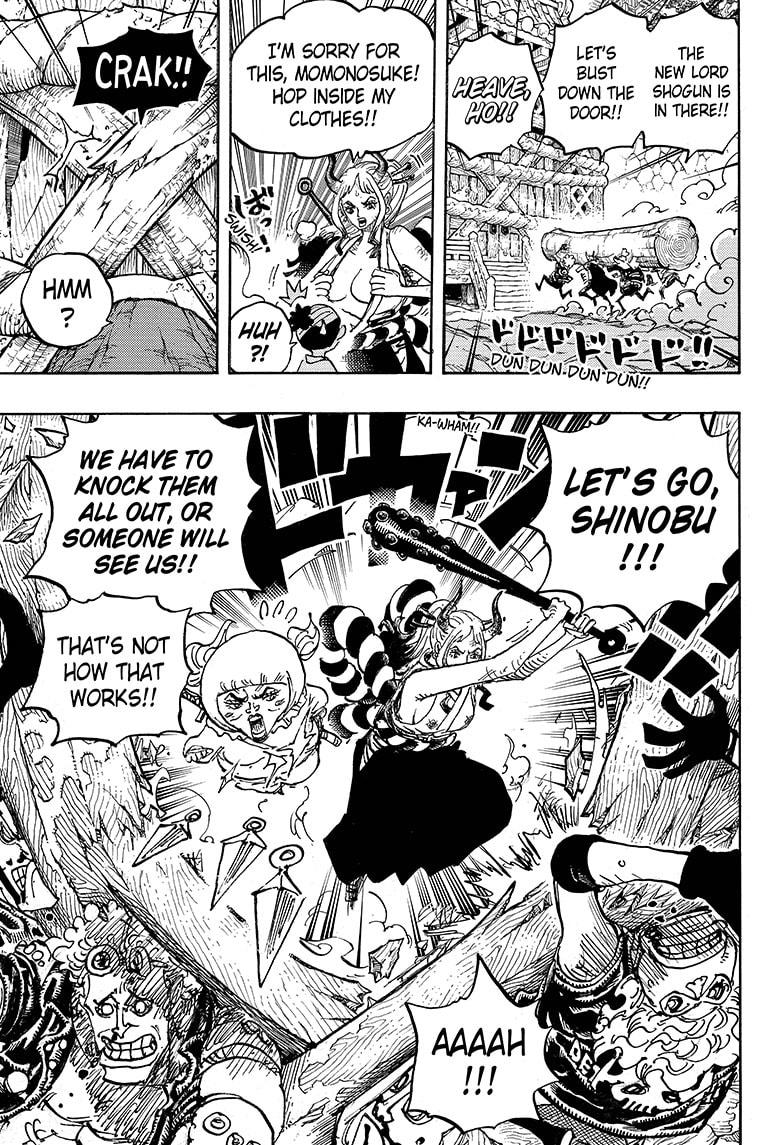 THE
NEW LORD
SHOGUN IS
IN THERE!!
LET'S
BUST
DOWN THE
DOOR!!
HEAVE,
HO!!
ドドドドドド!!
DUN DUN DUN DUN!!
I'M SORRY FOR
THIS, MOMONOSUKE!
HOP INSIDE MY
CLOTHES!!
SWISH!
HUH
?!
CRAK!!
HMM
?
LET'S GO,
SHINOBU
!!!
KA-WHAM!!
WE HAVE TO
KNOCK THEM
ALL OUT, OR
SOMEONE WILL
SEE US!!
THAT'S NOT
HOW THAT
WORKS!!
AAAAH
!!!